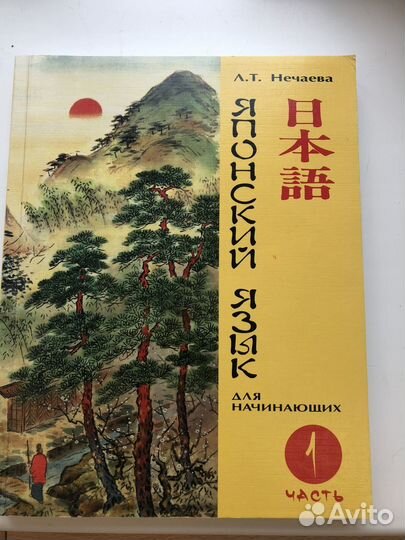 Л.Т. Нечаева
ЯПОНСКИЙ ЯЗЫК
日本語
ДЛЯ
НАЧИНАЮЩИХ
1
ЧАСТЬ
Avito